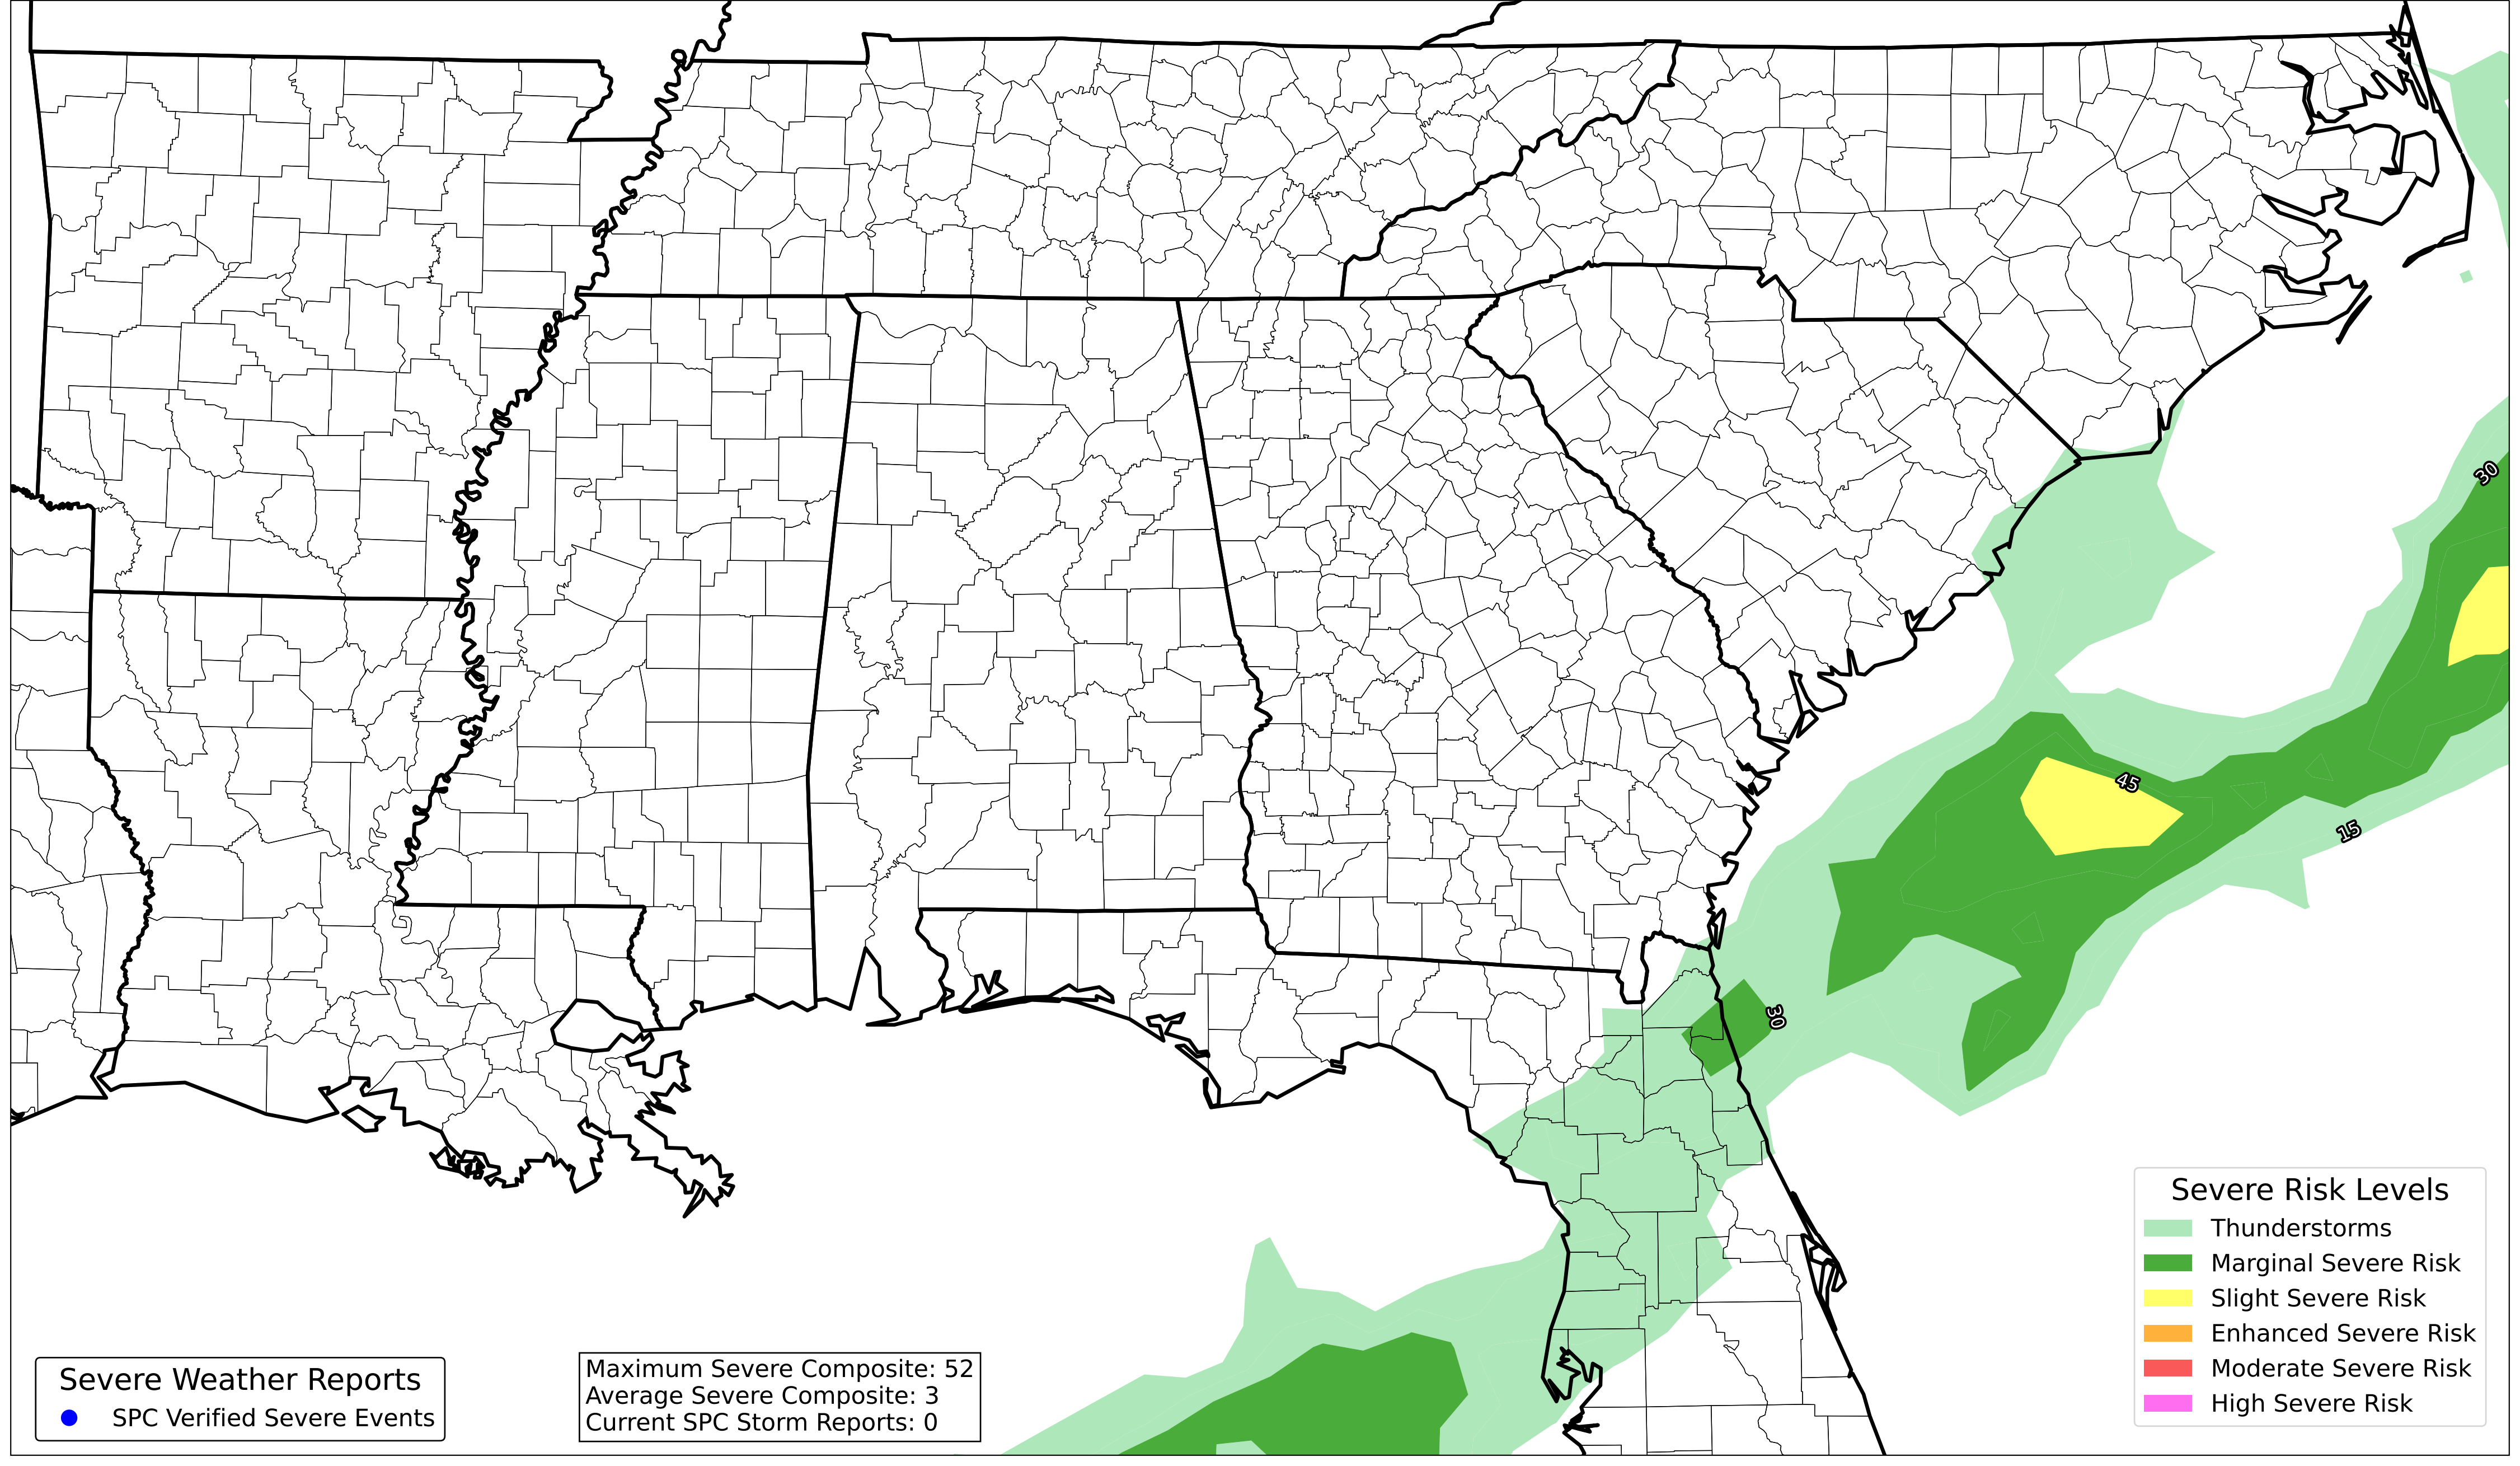 30
45
15
30
Severe Risk Levels
Thunderstorms
Marginal Severe Risk
Slight Severe Risk
Enhanced Severe Risk
Moderate Severe Risk
High Severe Risk
Severe Weather Reports
SPC Verified Severe Events
Maximum Severe Composite: 52
Average Severe Composite: 3
Current SPC Storm Reports: 0